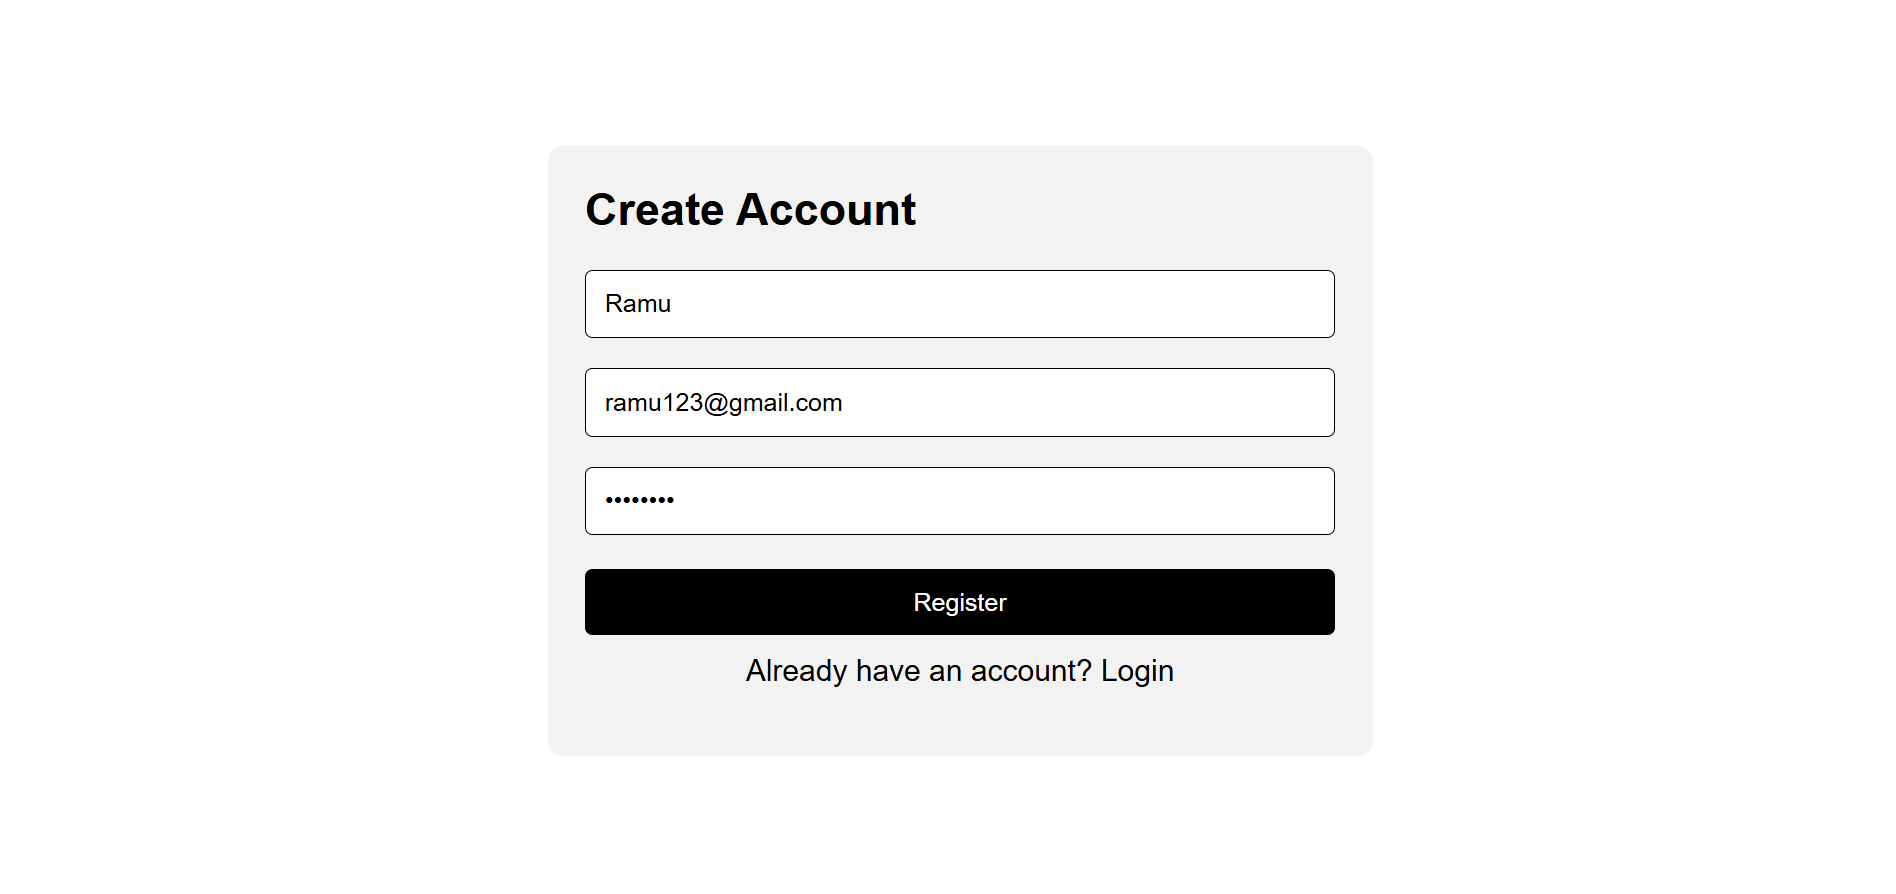 Create Account
Ramu
ramu123@gmail.com
••••••••
Register
Already have an account? Login